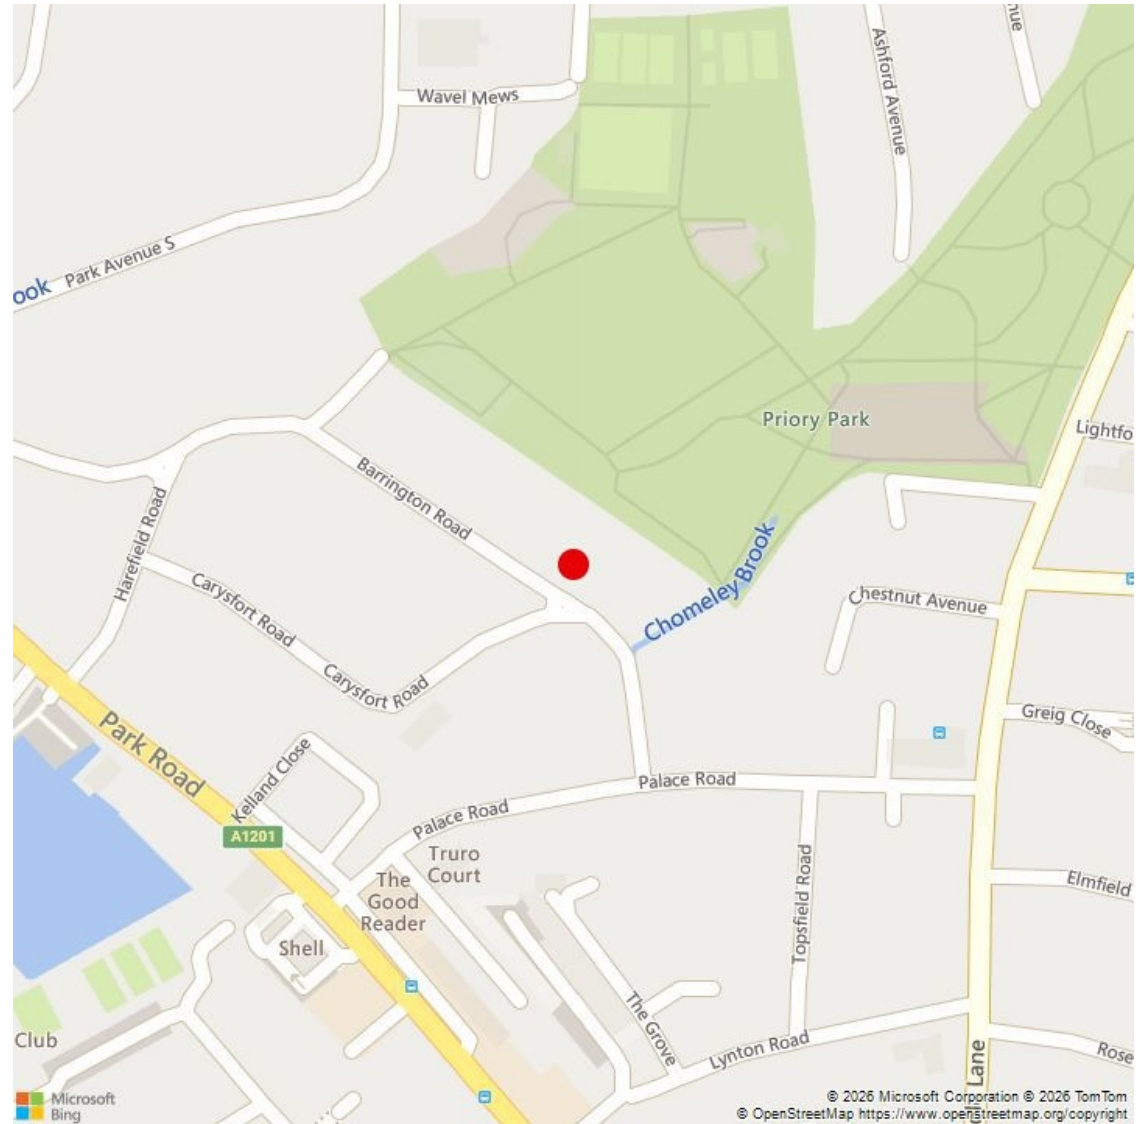 nue
Ashford Avenue
Wavel Mews
Park Avenue S
ook
Priory Park
Lightfo
Barrington Road
Harefield Road
Chomeley Brook
Carysfort Road
Chestnut Avenue
Carysfort Road
Greig Close
Park Road
Kelland Close
Palace Road
Palace Road
A1201
Truro
Court
The
Good
Reader
Topsfield Road
Elmfield
Shell
The Grove
Club
Lynton Road
Lane
Rose
Microsoft
Bing
© 2026 Microsoft Corporation © 2026 TomTom
© OpenStreetMap https://www.openstreetmap.org/copyright